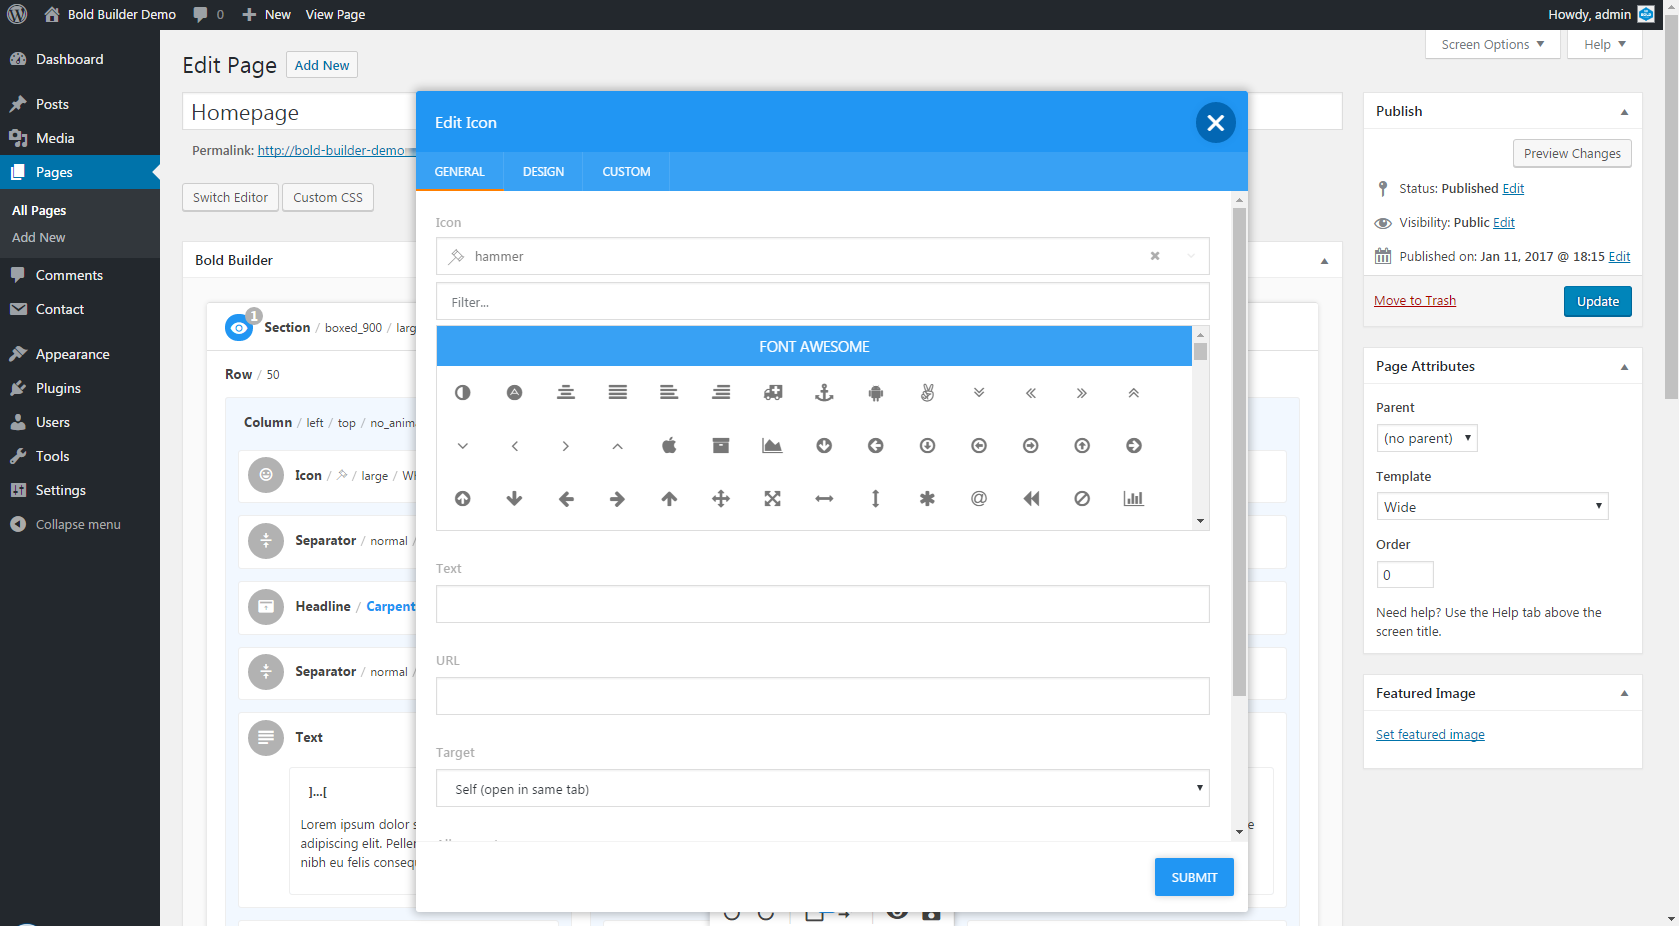 Bold Builder Demo 0 New View Page Howdy, admin
Screen Options Help
Dashboard
Posts
Media
Pages
All Pages
Add New
Comments
Contact
Appearance
Plugins
Users
Tools
Settings
Collapse menu
Edit Page Add New
Homepage
Permalink: http://bold-builder-demo
Switch Editor Custom CSS
Bold Builder
1 Section / boxed_900 /
Row / 50
Column / left / top /
Icon / / large /
Separator / normal /
Headline /
Separator / normal /
Text
]...[
Lorem ipsum dolor
adipiscing elit.
nibh eu felis
Edit Icon
GENERAL DESIGN CUSTOM
Icon
hammer
Filter...
FONT AWESOME
Text
URL
Target
Self (open in same tab)
SUBMIT
Publish
Preview Changes
Status: Published Edit
Visibility: Public Edit
Published on: Jan 11, 2017 @ 18:15 Edit
Move to Trash Update
Page Attributes
Parent
(no parent)
Template
Wide
Order
0
Need help? Use the Help tab above the
screen title.
Featured Image
Set featured image